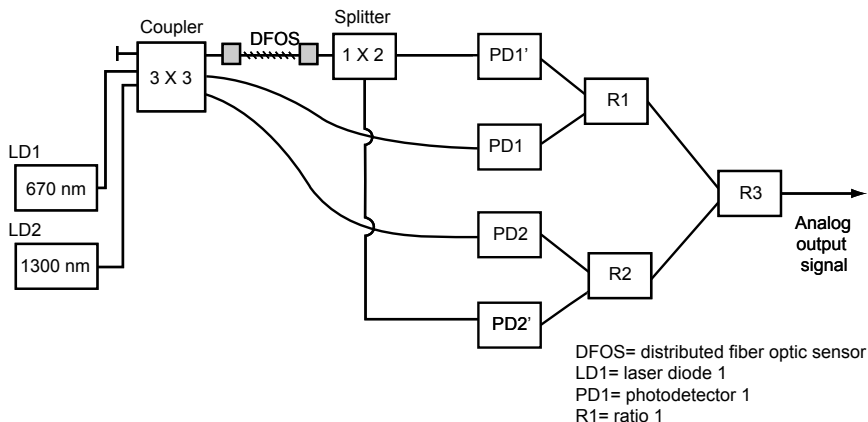 Coupler
Splitter
DFOS
3 X 3
1 X 2
PD1’
R1
PD1
LD1
670 nm
R3
LD2
1300 nm
PD2
R2
PD2’
Analog
output
signal
DFOS= distributed fiber optic sensor
LD1= laser diode 1
PD1= photodetector 1
R1= ratio 1